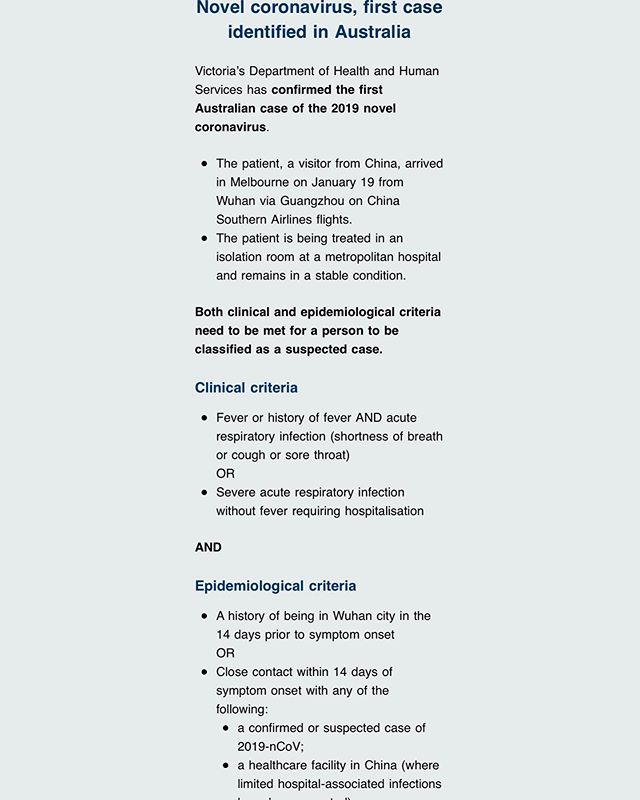 Novel coronavirus, first case
identified in Australia
Victoria's Department of Health and Human
Services has confirmed the first
Australian case of the 2019 novel
coronavirus.
• The patient, a visitor from China, arrived
in Melbourne on January 19 from
Wuhan via Guangzhou on China
Southern Airlines flights.
• The patient is being treated in an
isolation room at a metropolitan hospital
and remains in a stable condition.
Both clinical and epidemiological criteria
need to be met for a person to be
classified as a suspected case.
Clinical criteria
• Fever or history of fever AND acute
respiratory infection (shortness of breath
or cough or sore throat)
OR
• Severe acute respiratory infection
without fever requiring hospitalisation
AND
Epidemiological criteria
• A history of being in Wuhan city in the
14 days prior to symptom onset
OR
• Close contact within 14 days of
symptom onset with any of the
following:
• a confirmed or suspected case of
2019-nCoV;
• a healthcare facility in China (where
limited hospital-associated infections